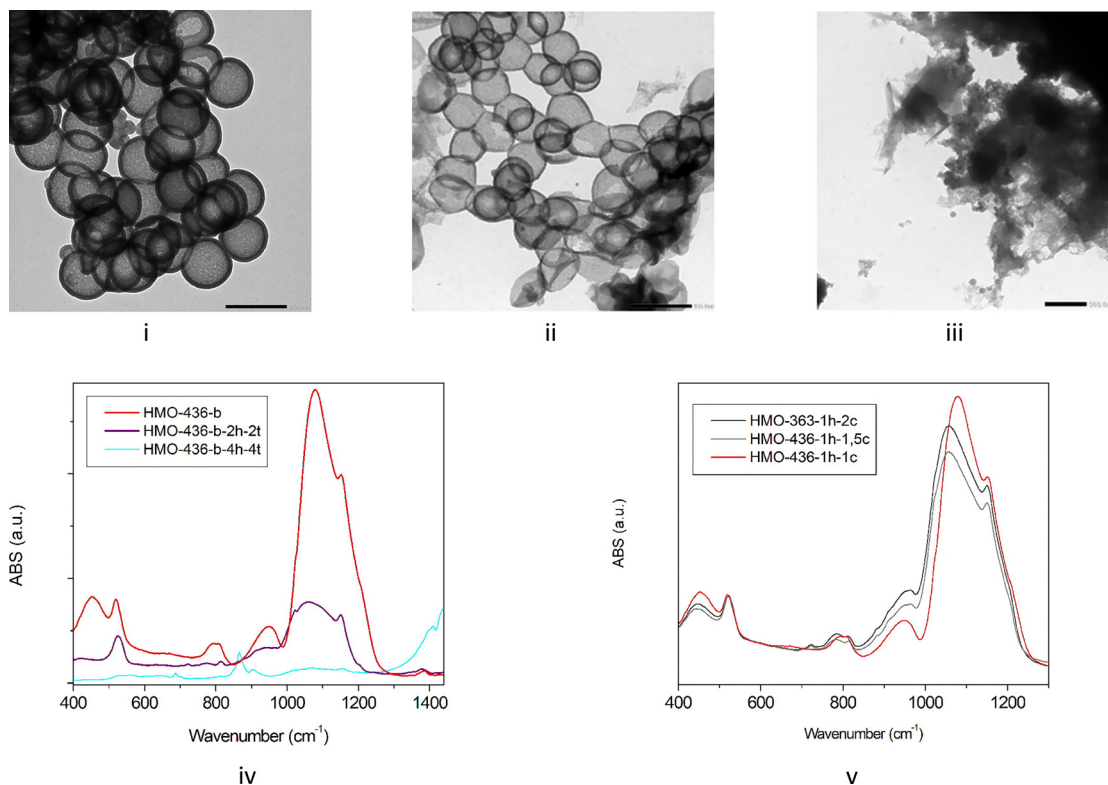 i
ii
iii
HMO-436-b
HMO-436-b-2h-2t
HMO-436-b-4h-4t
ABS (a.u.)
400 600 800 1000 1200 1400
Wavenumber (cm-1)
iv
HMO-363-1h-2c
HMO-436-1h-1,5c
HMO-436-1h-1c
ABS (a.u.)
400 600 800 1000 1200
Wavenumber (cm-1)
v